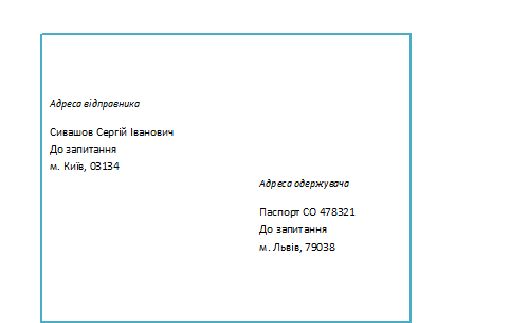 Адреса відправника
Сивашов Сергій Іванович
До запитання
м. Київ, 03134
Адреса одержувача
Паспорт СО 478321
До запитання
м. Львів, 79038